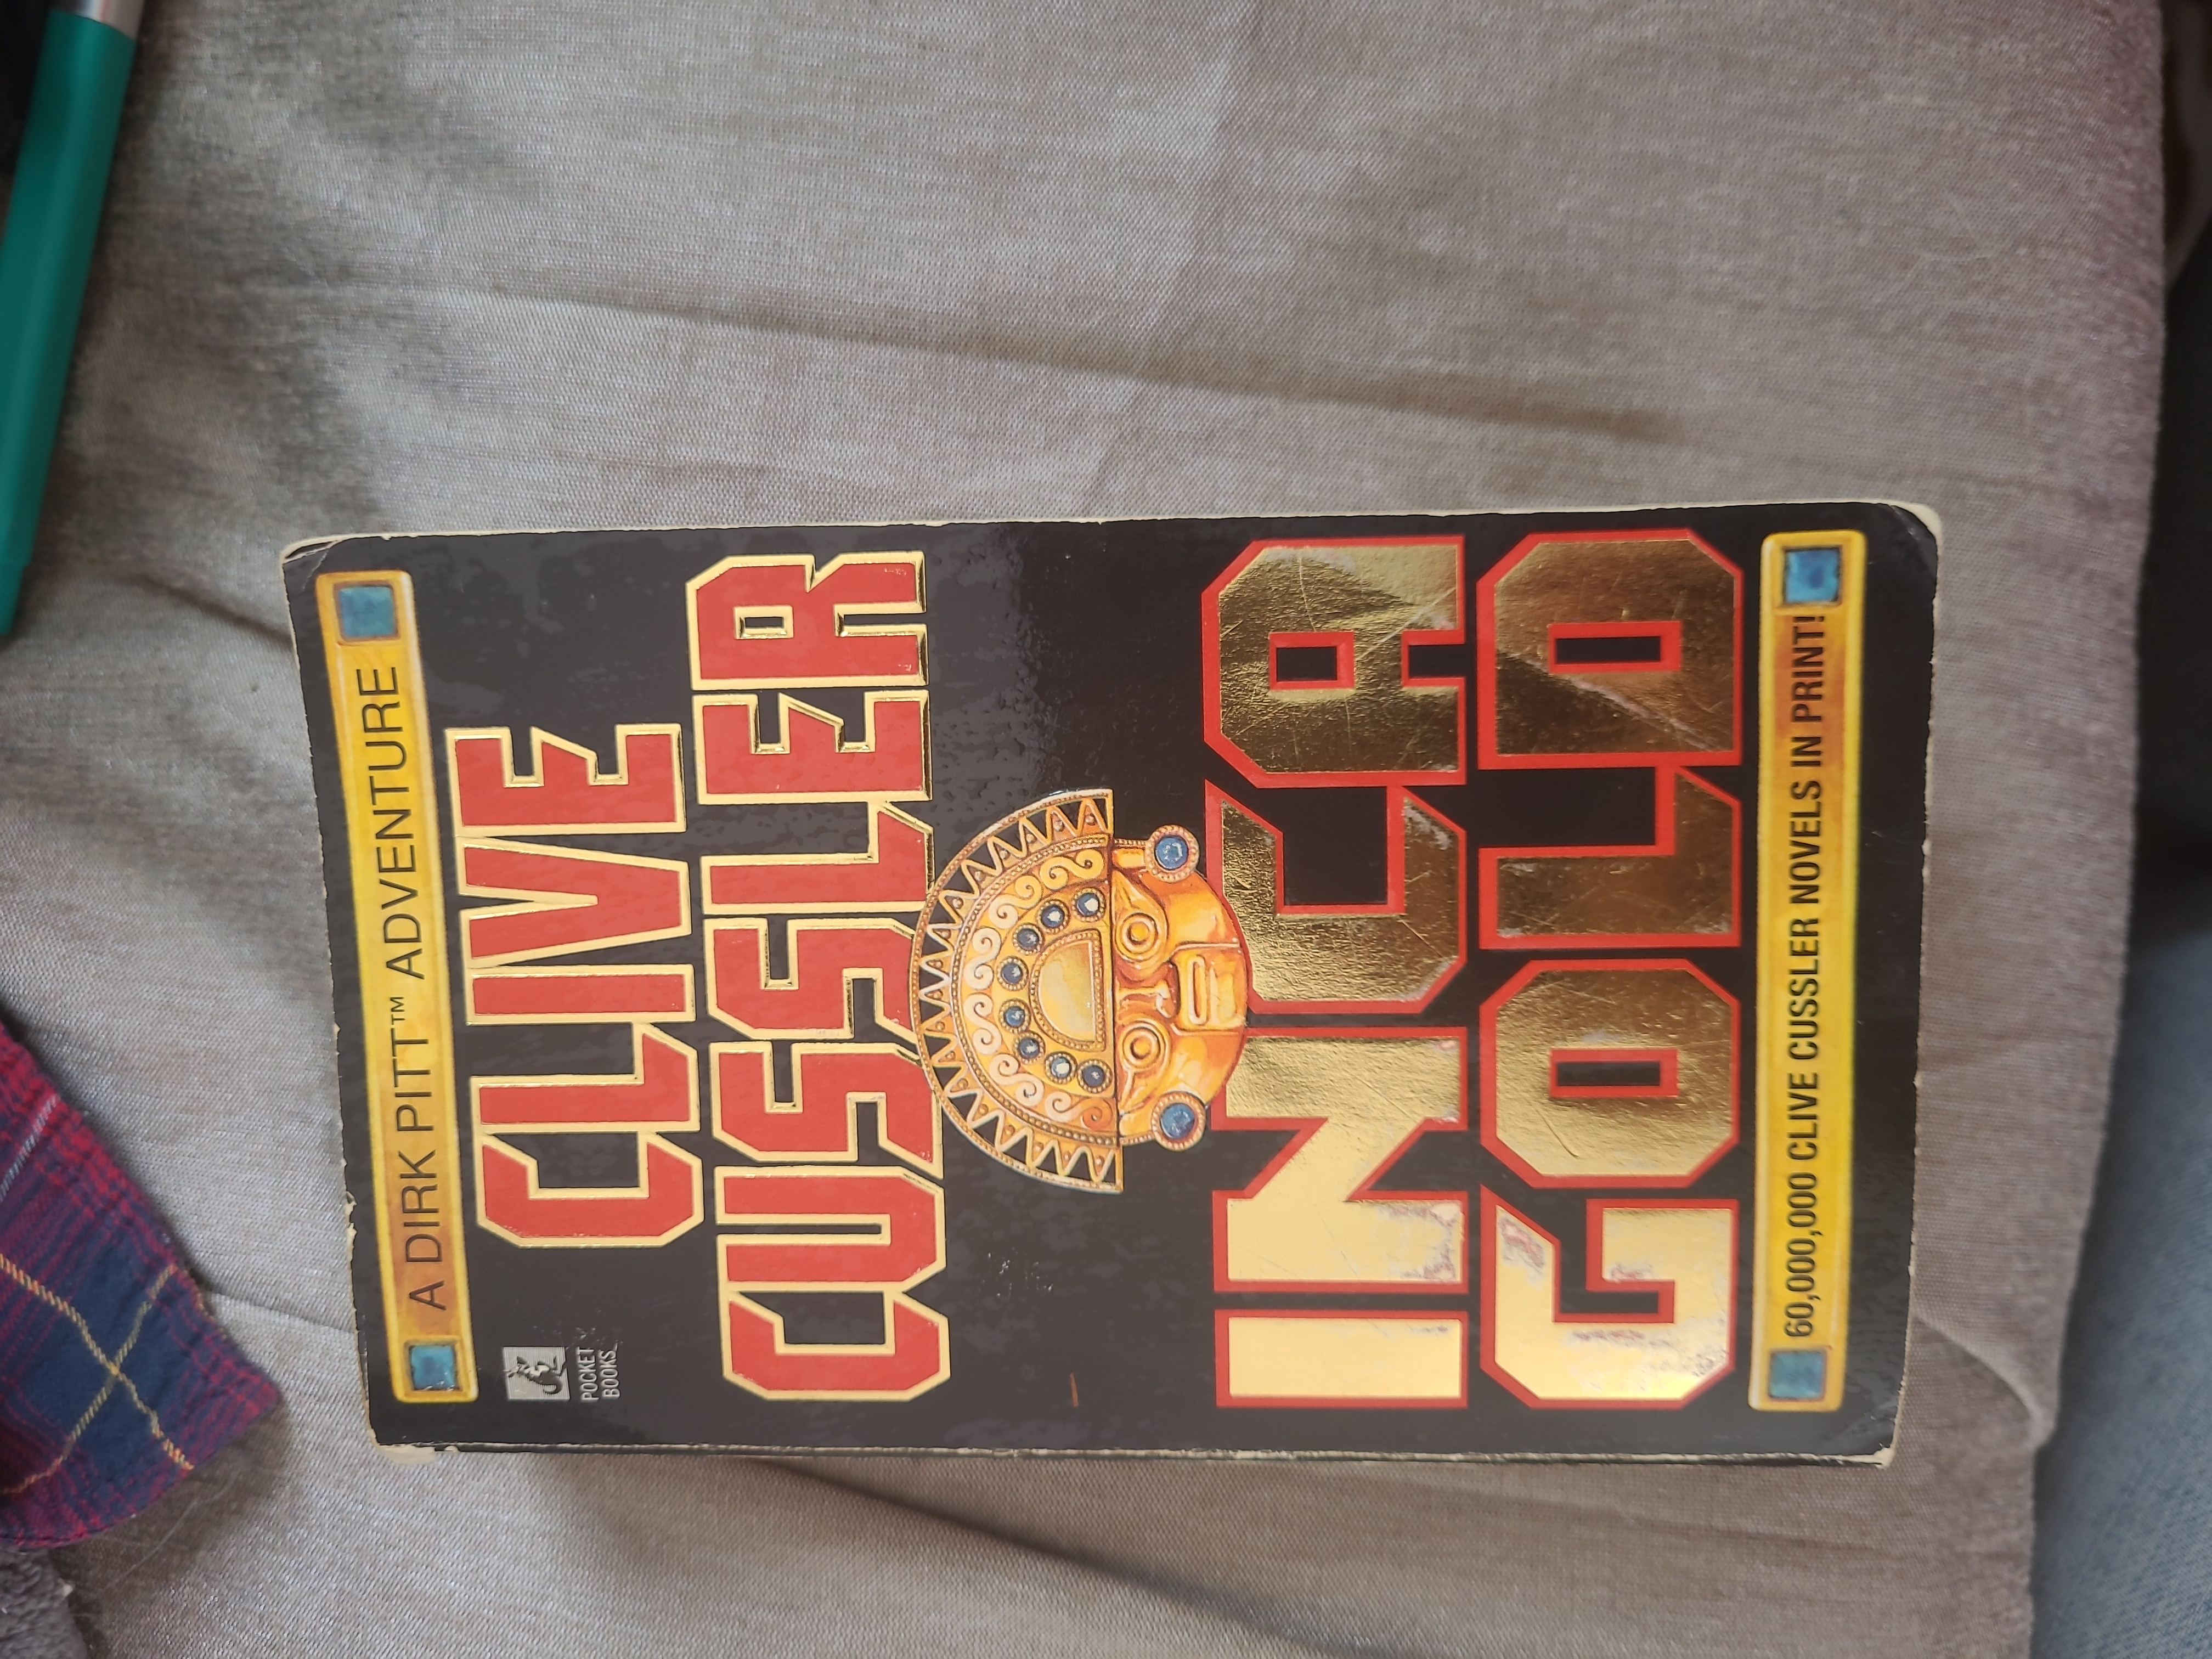 A DIRK PITT™ ADVENTURE
POCKET
BOOKS
CLIVE
CUSSLER
INCA
GOLD
60,000,000 CLIVE CUSSLER NOVELS IN PRINT!